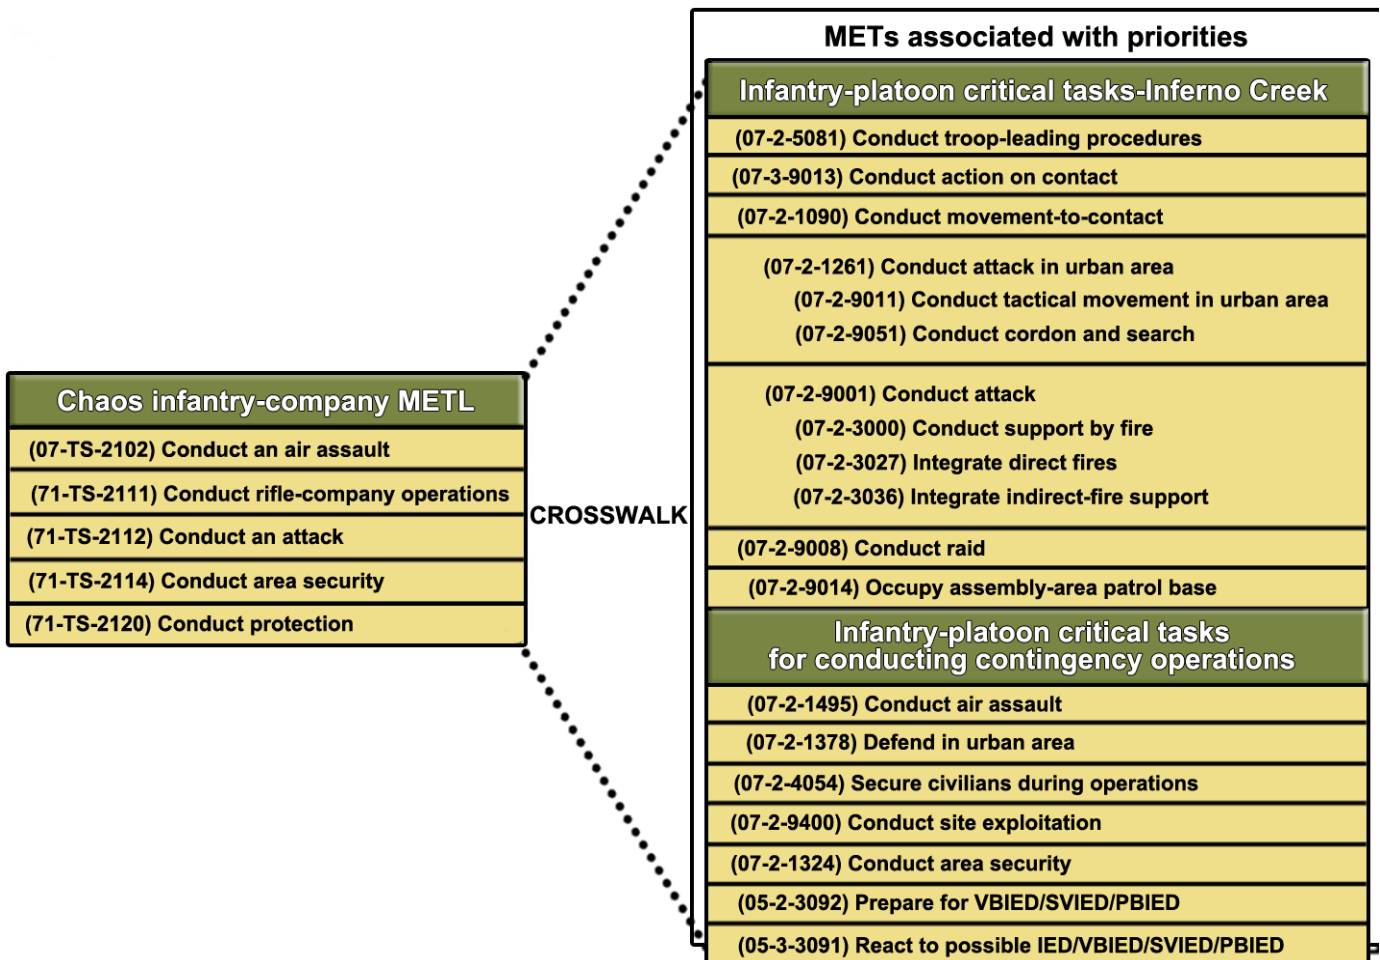 METs associated with priorities
Infantry-platoon critical tasks-Inferno Creek
(07-2-5081) Conduct troop-leading procedures
(07-3-9013) Conduct action on contact
(07-2-1090) Conduct movement-to-contact
(07-2-1261) Conduct attack in urban area
(07-2-9011) Conduct tactical movement in urban area
(07-2-9051) Conduct cordon and search
(07-2-9001) Conduct attack
(07-2-3000) Conduct support by fire
(07-2-3027) Integrate direct fires
(07-2-3036) Integrate indirect-fire support
(07-2-9008) Conduct raid
(07-2-9014) Occupy assembly-area patrol base
Infantry-platoon critical tasks
for conducting contingency operations
(07-2-1495) Conduct air assault
(07-2-1378) Defend in urban area
(07-2-4054) Secure civilians during operations
(07-2-9400) Conduct site exploitation
(07-2-1324) Conduct area security
(05-2-3092) Prepare for VBIED/SVIED/PBIED
(05-3-3091) React to possible IED/VBIED/SVIED/PBIED
Chaos infantry-company METL
(07-TS-2102) Conduct an air assault
(71-TS-2111) Conduct rifle-company operations
(71-TS-2112) Conduct an attack
(71-TS-2114) Conduct area security
(71-TS-2120) Conduct protection
CROSSWALK